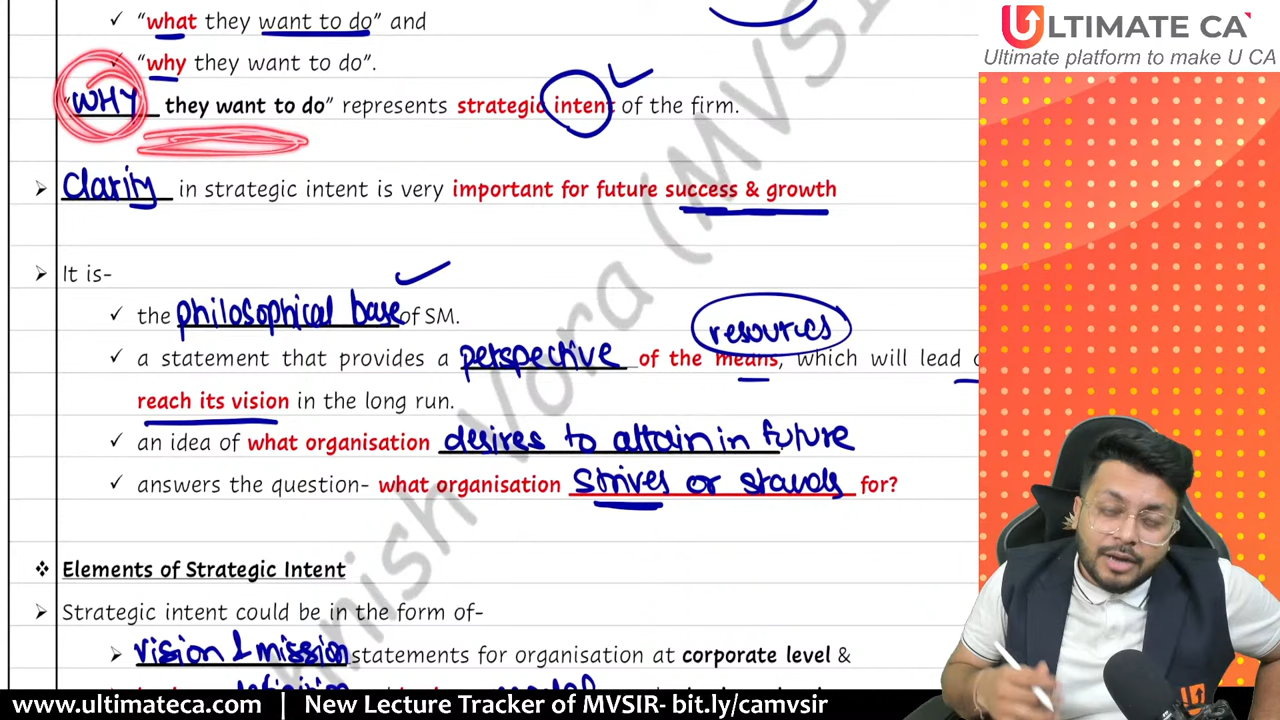 ✓ “what they want to do” and
✓ “why they want to do”.
“WHY they want to do” represents strategic intent of the firm.
➤ Clarity in strategic intent is very important for future success & growth
➤ It is-
✓ the philosophical base of SM.
resources
✓ a statement that provides a perspective of the means, which will lead
reach its vision in the long run.
✓ an idea of what organisation desires to attain in future
✓ answers the question- what organisation strives or stands for?
❖ Elements of Strategic Intent
➤ Strategic intent could be in the form of-
➤ vision & mission statements for organisation at corporate level &
ULTIMATE CA
Ultimate platform to make U CA
Vora (MVSI
www.ultimateca.com | New Lecture Tracker of MVSIR- bit.ly/camvsir